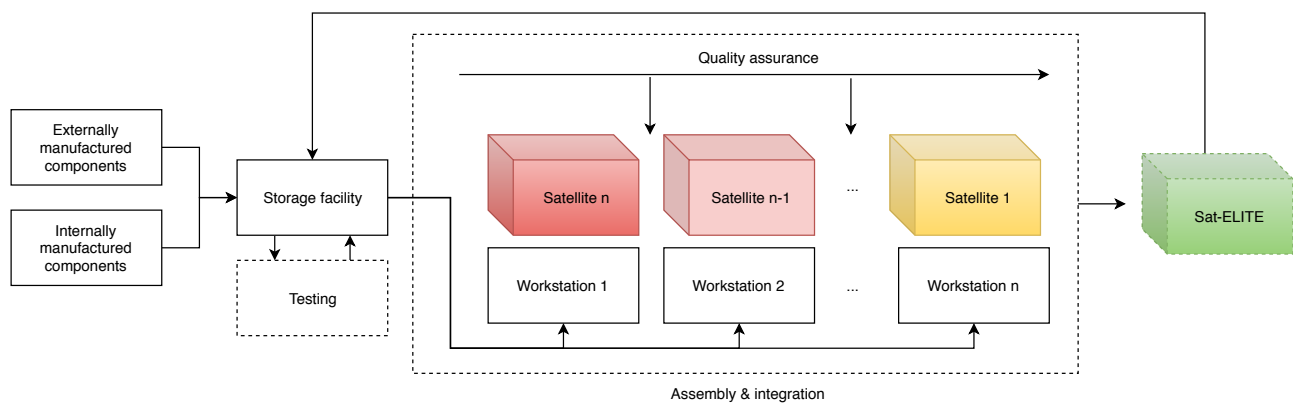 Quality assurance
Externally
manufactured
components
Internally
manufactured
components
Storage facility
Testing
Satellite n
Satellite n-1
...
Satellite 1
Workstation 1
Workstation 2
...
Workstation n
Sat-ELITE
Assembly & integration